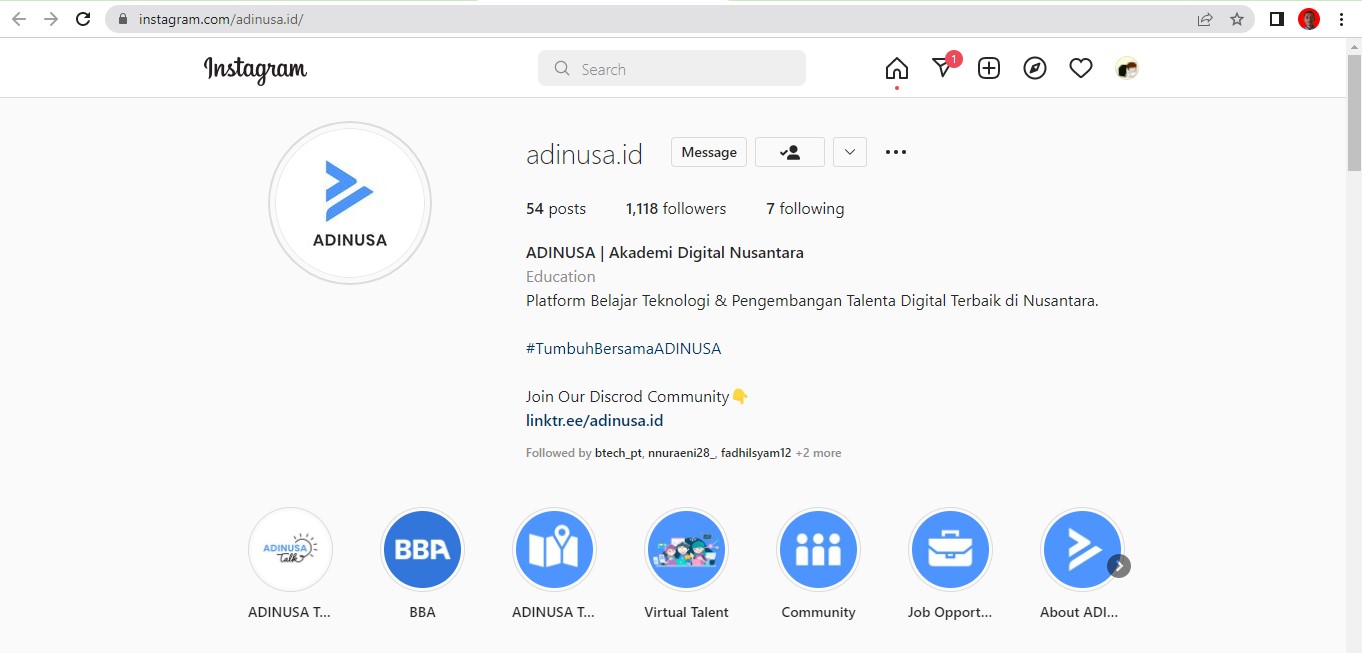 instagram.com/adinusa.id/
Instagram
Search
1
ADINUSA
adinusa.id
Message
54 posts 1,118 followers 7 following
ADINUSA | Akademi Digital Nusantara
Education
Platform Belajar Teknologi & Pengembangan Talenta Digital Terbaik di Nusantara.
#TumbuhBersamaADINUSA
Join Our Discrod Community👇
linktr.ee/adinusa.id
Followed by btech_pt, nnuraeni28_, fadhilsyam12 +2 more
ADINUSA
Talk
BBA
ADINUSA T... BBA ADINUSA T... Virtual Talent Community Job Opport... About ADI...